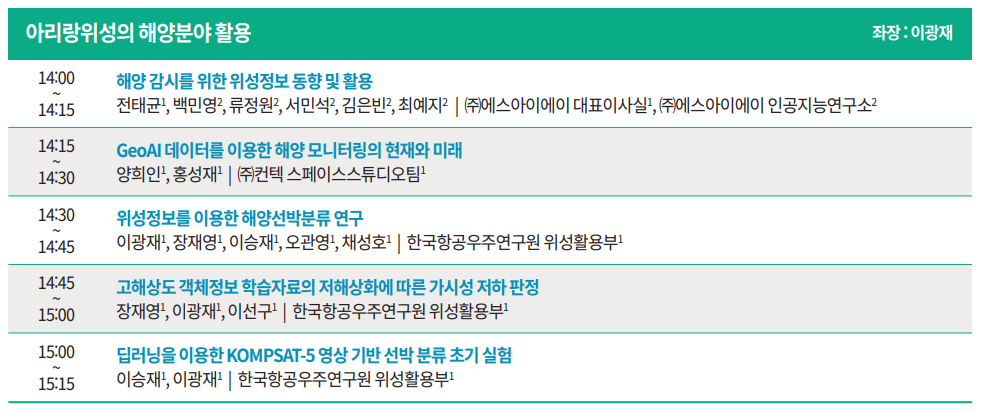 아리랑위성의 해양분야 활용
좌장 : 이광재
14:00
~
14:15
해양 감시를 위한 위성정보 동향 및 활용
전태균1, 백민영2, 류정원2, 서민석2, 김은빈2, 최예지2 | ㈜에스아이에이 대표이사실1, ㈜에스아이에이 인공지능연구소2
14:15
~
14:30
GeoAI 데이터를 이용한 해양 모니터링의 현재와 미래
양희인1, 홍성재1 | ㈜컨텍 스페이스스튜디오팀1
14:30
~
14:45
위성정보를 이용한 해양선박분류 연구
이광재1, 장재영1, 이승재1, 오관영1, 채성호1 | 한국항공우주연구원 위성활용부1
14:45
~
15:00
고해상도 객체정보 학습자료의 저해상화에 따른 가시성 저하 판정
장재영1, 이광재1, 이선구1 | 한국항공우주연구원 위성활용부1
15:00
~
15:15
딥러닝을 이용한 KOMPSAT-5 영상 기반 선박 분류 초기 실험
이승재1, 이광재1 | 한국항공우주연구원 위성활용부1